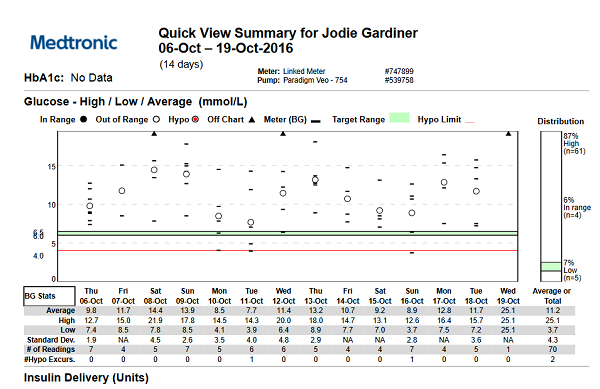 Medtronic
Quick View Summary for Jodie Gardiner
06-Oct – 19-Oct-2016
(14 days)
HbA1c: No Data
Meter: Linked Meter #747899
Pump: Paradigm Veo - 754 #539758
Glucose - High / Low / Average (mmol/L)
In Range Out of Range Hypo Off Chart Meter (BG) Target Range Hypo Limit
Distribution
15
10
6.5
6.0
4.0
0
87%
High
(n=61)
6%
In range
(n=4)
7%
Low
(n=5)
BG Stats
Thu Fri Sat Sun Mon Tue Wed Thu Fri Sat Sun Mon Tue Wed Average or
06-Oct 07-Oct 08-Oct 09-Oct 10-Oct 11-Oct 12-Oct 13-Oct 14-Oct 15-Oct 16-Oct 17-Oct 18-Oct 19-Oct Total
Average 9.8 11.7 14.4 13.9 8.5 7.7 11.4 13.2 10.7 9.2 8.9 12.8 11.7 25.1 11.2
High 12.7 15.0 21.9 17.8 14.5 14.3 20.0 18.0 14.7 13.1 12.6 16.4 15.7 25.1 25.1
Low 7.4 8.5 7.8 8.5 4.1 3.9 6.4 8.9 7.7 7.0 3.7 7.5 7.2 25.1 3.7
Standard Dev. 1.9 NA 4.5 2.6 3.5 4.0 4.8 2.9 NA NA 2.8 NA 3.6 NA 4.3
# of Readings 7 4 5 7 5 6 6 5 4 4 7 4 5 1 70
#Hypo Excurs. 0 0 0 0 0 1 0 0 0 0 1 0 0 0 2
Insulin Delivery (Units)